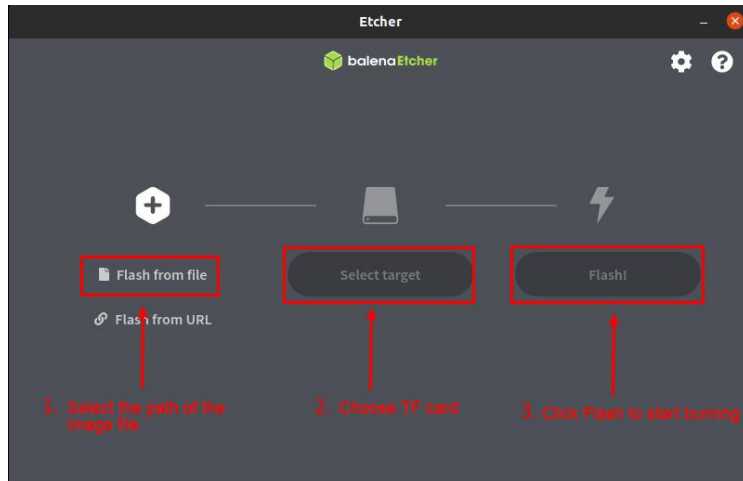 Etcher
balenaEtcher
Flash from file
Select target
Flash!
Flash from URL
1. Select the path of the
image file
2. Choose TF card
3. Click Flash to start burning